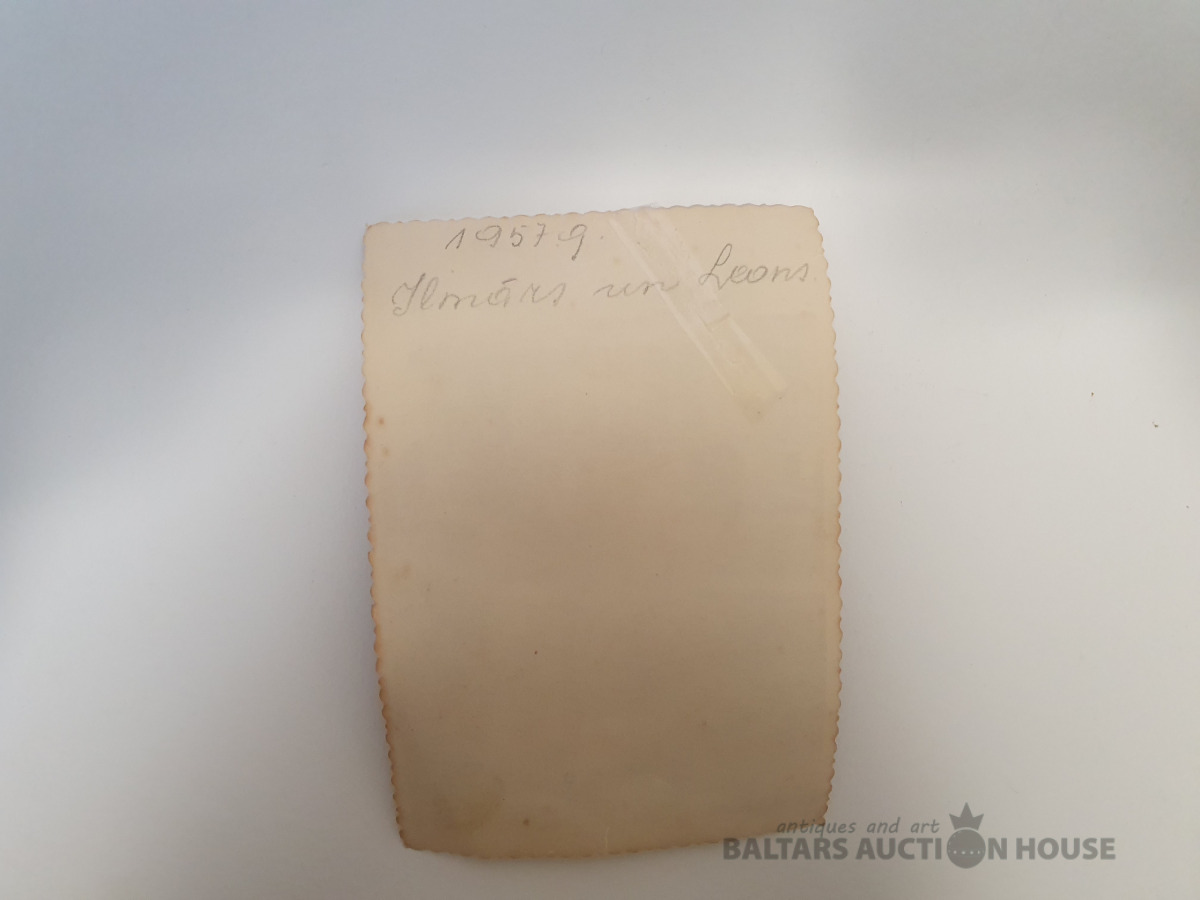 1957 g.
Ilmārs un Leons
antiques and art
BALTARS AUCTION HOUSE